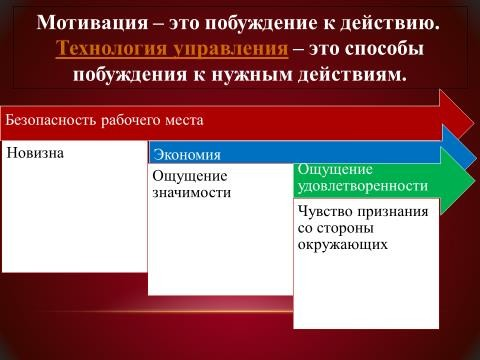 Мотивация – это побуждение к действию.
Технология управления – это способы
побуждения к нужным действиям.
Безопасность рабочего места
Новизна
Экономия
Ощущение
значимости
Ощущение
удовлетворенности
Чувство признания
со стороны
окружающих